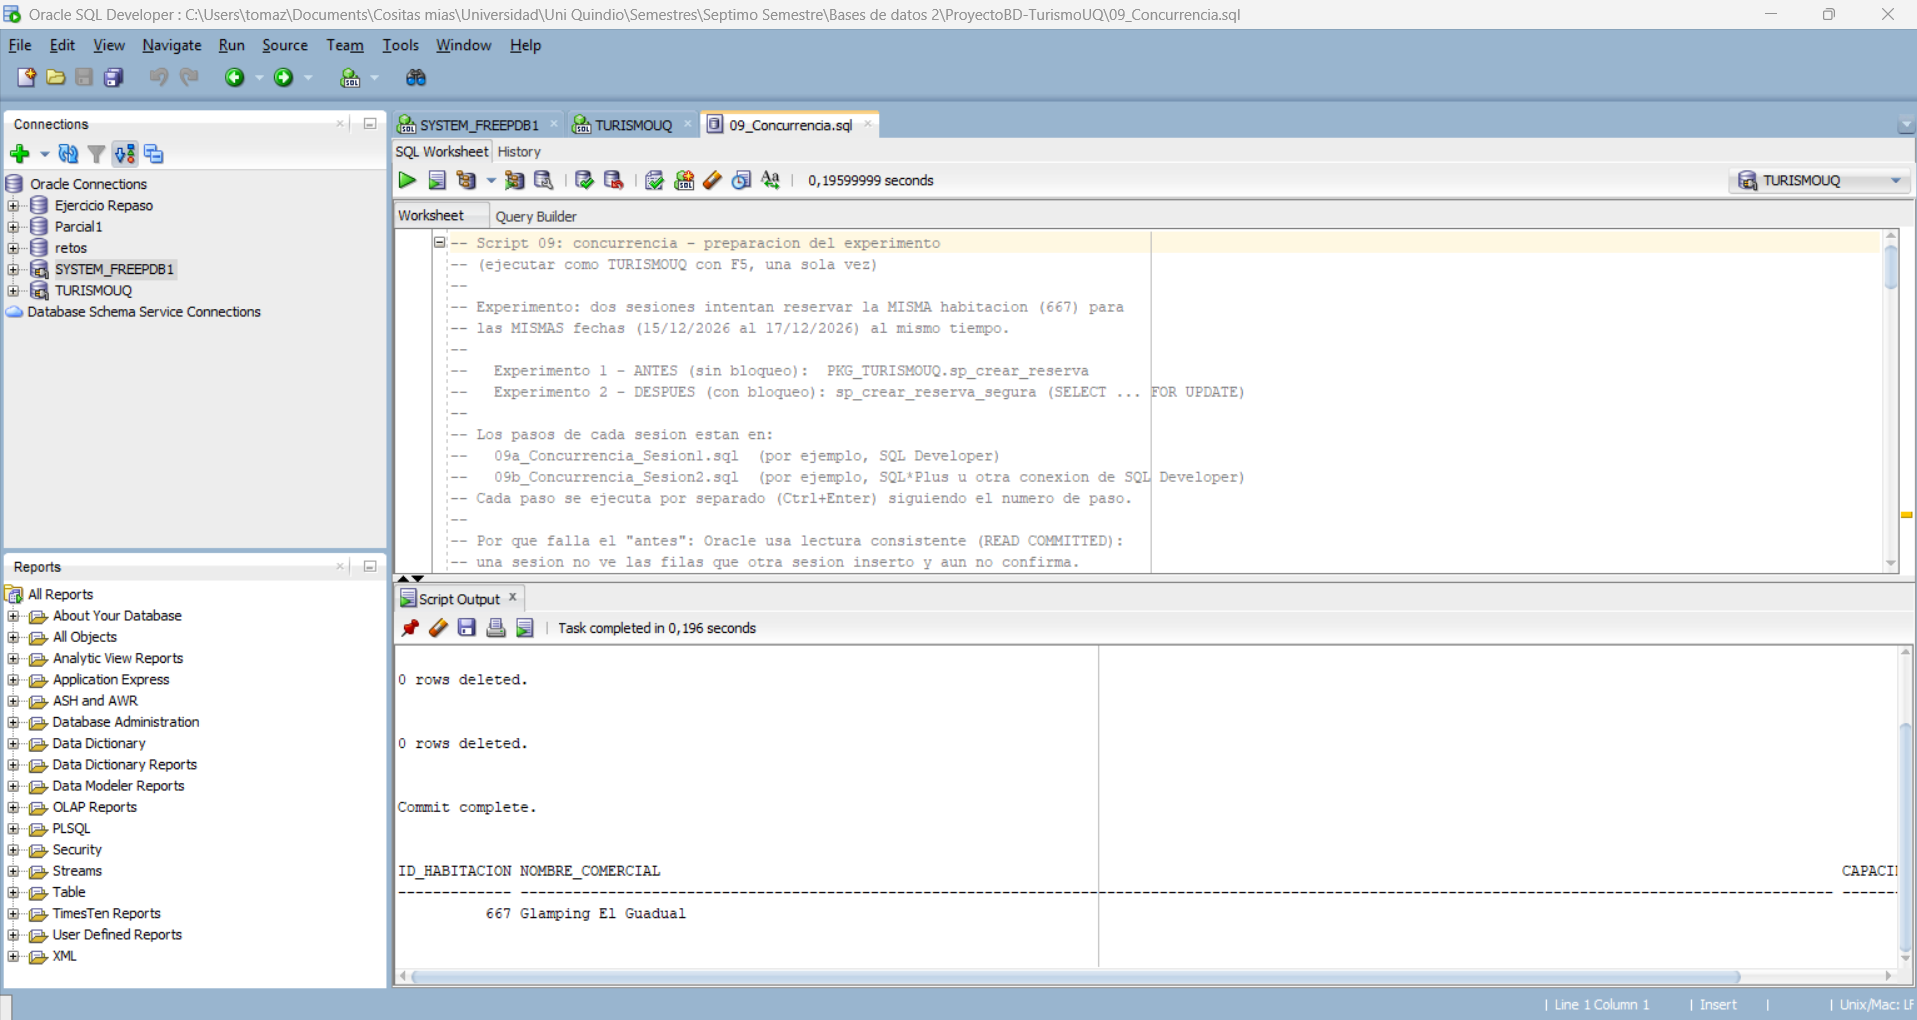 Oracle SQL Developer : C:\Users\tomaz\Documents\Cositas mias\Universidad\Uni Quindio\Semestres\Septimo Semestre\Bases de datos 2\ProyectoBD-TurismoUQ\09_Concurrencia.sql
File Edit View Navigate Run Source Team Tools Window Help
Connections
Oracle Connections
Ejercicio Repaso
Parcial1
retos
SYSTEM_FREEPDB1
TURISMOUQ
Database Schema Service Connections
Reports
All Reports
About Your Database
All Objects
Analytic View Reports
Application Express
ASH and AWR
Database Administration
Data Dictionary
Data Dictionary Reports
Data Modeler Reports
OLAP Reports
PLSQL
Security
Streams
Table
TimesTen Reports
User Defined Reports
XML
SYSTEM_FREEPDB1 TURISMOUQ 09_Concurrencia.sql
SQL Worksheet History
0,19599999 seconds
TURISMOUQ
Worksheet Query Builder
-- Script 09: concurrencia - preparacion del experimento
-- (ejecutar como TURISMOUQ con F5, una sola vez)
--
-- Experimento: dos sesiones intentan reservar la MISMA habitacion (667) para
-- las MISMAS fechas (15/12/2026 al 17/12/2026) al mismo tiempo.
--
--   Experimento 1 - ANTES (sin bloqueo):  PKG_TURISMOUQ.sp_crear_reserva
--   Experimento 2 - DESPUES (con bloqueo): sp_crear_reserva_segura (SELECT ... FOR UPDATE)
--
-- Los pasos de cada sesion estan en:
--   09a_Concurrencia_Sesion1.sql  (por ejemplo, SQL Developer)
--   09b_Concurrencia_Sesion2.sql  (por ejemplo, SQL*Plus u otra conexion de SQL Developer)
-- Cada paso se ejecuta por separado (Ctrl+Enter) siguiendo el numero de paso.
--
-- Por que falla el "antes": Oracle usa lectura consistente (READ COMMITTED):
-- una sesion no ve las filas que otra sesion inserto y aun no confirma.
Script Output
Task completed in 0,196 seconds
0 rows deleted.
0 rows deleted.
Commit complete.
ID_HABITACION NOMBRE_COMERCIAL CAPACI
667 Glamping El Guadual
Line 1 Column 1 Insert Unix/Mac: LF